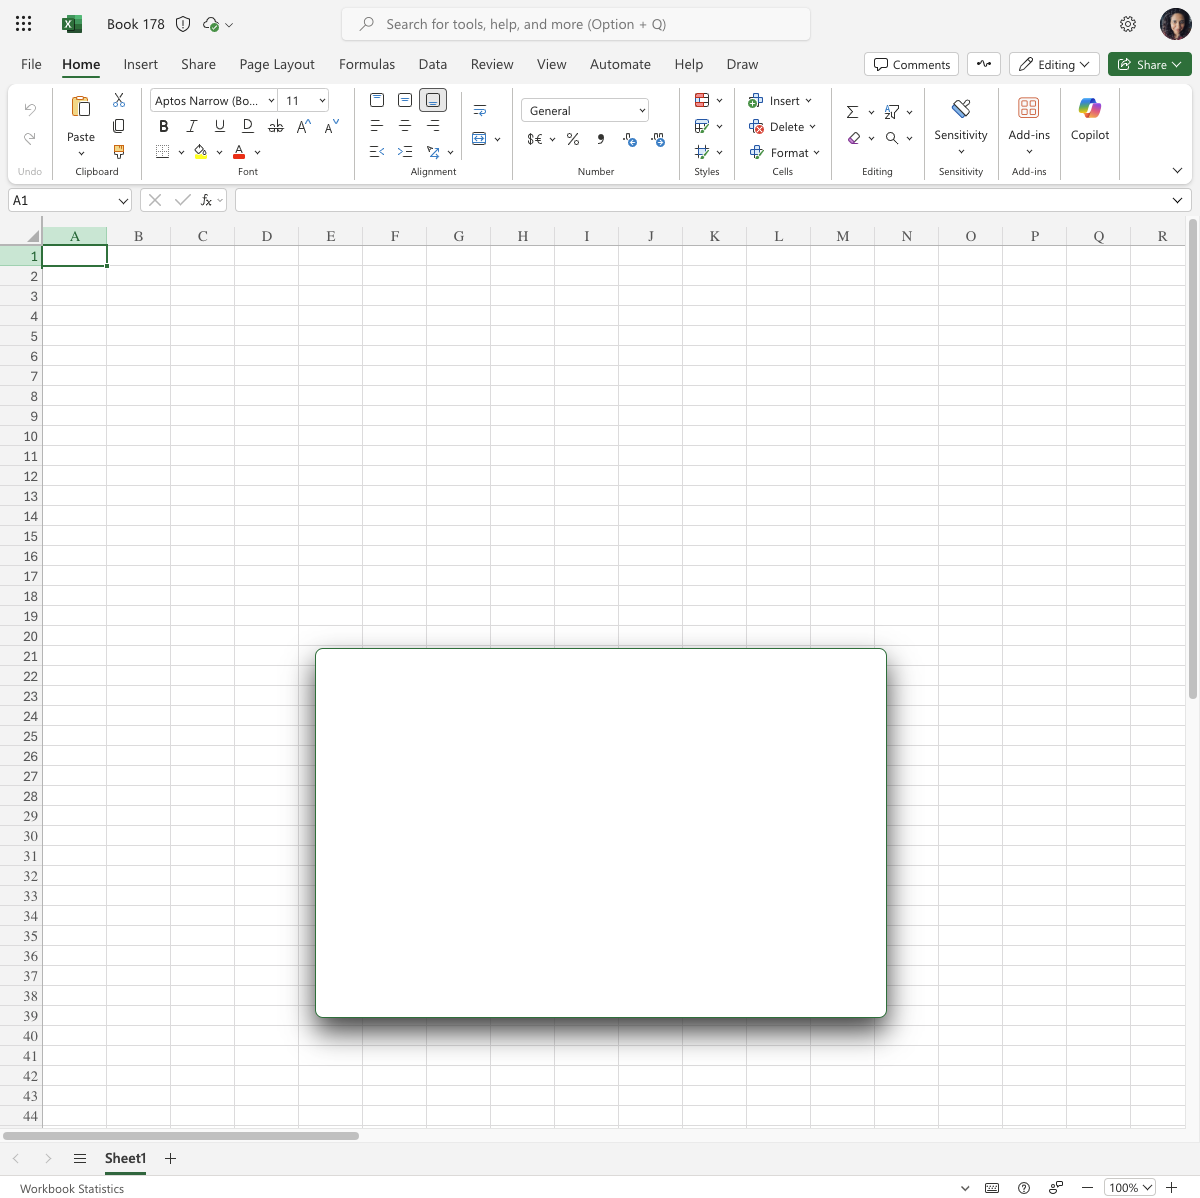 Book 178
Search for tools, help, and more (Option + Q)
File Home Insert Share Page Layout Formulas Data Review View Automate Help Draw
Comments Editing Share
Undo
Paste
Clipboard
Aptos Narrow (Bo... 11
B I U D ab A A
A
Font
Alignment
General
$€ % ,
Number
Styles
Insert
Delete
Format
Cells
Editing
Sensitivity
Sensitivity
Add-ins
Add-ins
Copilot
A1
fx
A B C D E F G H I J K L M N O P Q R
1
2
3
4
5
6
7
8
9
10
11
12
13
14
15
16
17
18
19
20
21
22
23
24
25
26
27
28
29
30
31
32
33
34
35
36
37
38
39
40
41
42
43
44
Sheet1
Workbook Statistics
100%